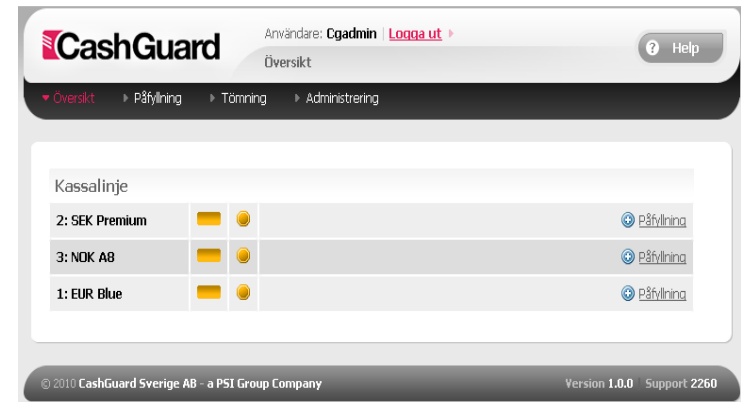 CashGuard
Användare: Cgadmin | Logga ut
Översikt
? Help
Översikt Påfyllning Tömning Administrering
Kassalinje
2: SEK Premium Påfyllning
3: NOK A8 Påfyllning
1: EUR Blue Påfyllning
© 2010 CashGuard Sverige AB - a PSI Group Company Version 1.0.0 | Support 2260